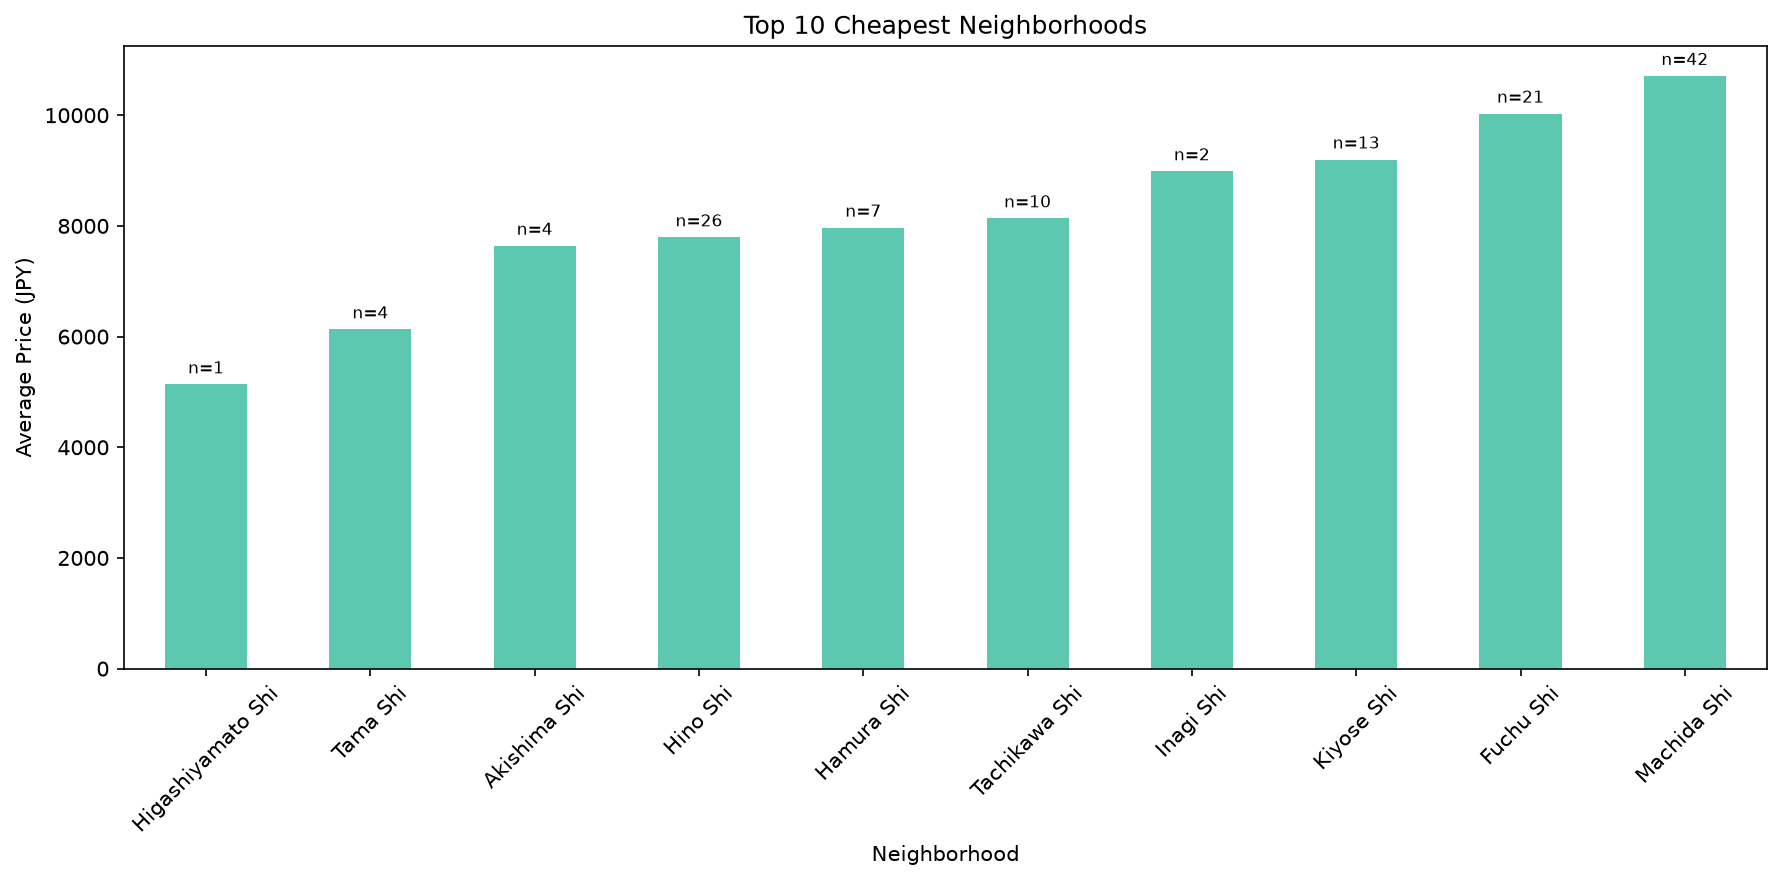 Top 10 Cheapest Neighborhoods
n=42
n=21
n=13
n=2
n=10
n=7
n=26
n=4
n=4
n=1
10000
8000
6000
4000
2000
0
Average Price (JPY)
Higashiyamato Shi
Tama Shi
Akishima Shi
Hino Shi
Hamura Shi
Tachikawa Shi
Inagi Shi
Kiyose Shi
Fuchu Shi
Machida Shi
Neighborhood